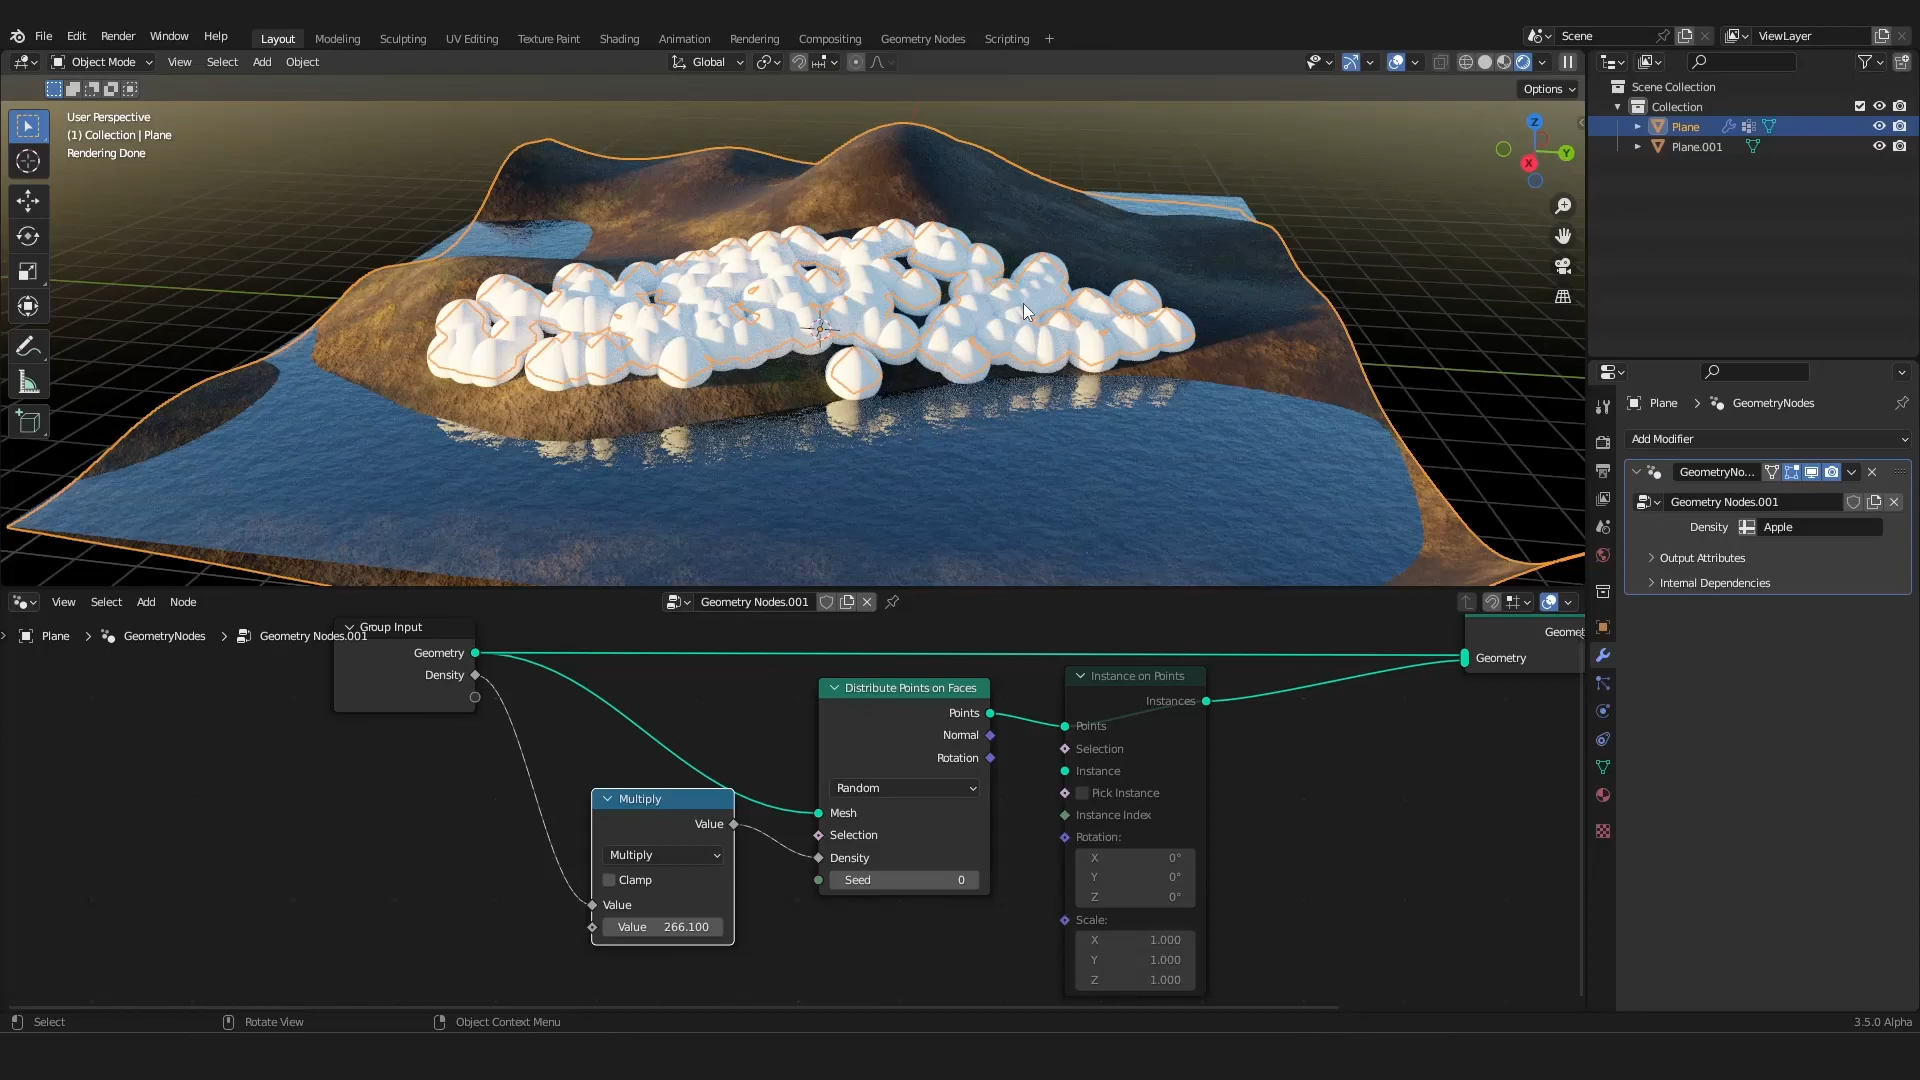 File Edit Render Window Help Layout Modeling Sculpting UV Editing Texture Paint Shading Animation Rendering Compositing Geometry Nodes Scripting + Scene ViewLayer
Object Mode View Select Add Object Global
Options
User Perspective
(1) Collection | Plane
Rendering Done
Z
Y
X
Scene Collection
Collection
Plane
Plane.001
Plane > GeometryNodes
Add Modifier
GeometryNo...
Geometry Nodes.001
Density Apple
Output Attributes
Internal Dependencies
View Select Add Node Geometry Nodes.001
Plane > GeometryNodes > Geometry Nodes.001
Group Input
Geometry
Density
Multiply
Value
Multiply
Clamp
Value
Value 266.100
Distribute Points on Faces
Points
Normal
Rotation
Random
Mesh
Selection
Density
Seed 0
Instance on Points
Instances
Points
Selection
Instance
Pick Instance
Instance Index
Rotation:
X 0°
Y 0°
Z 0°
Scale:
X 1.000
Y 1.000
Z 1.000
Geomet
Geometry
Select Rotate View Object Context Menu 3.5.0 Alpha